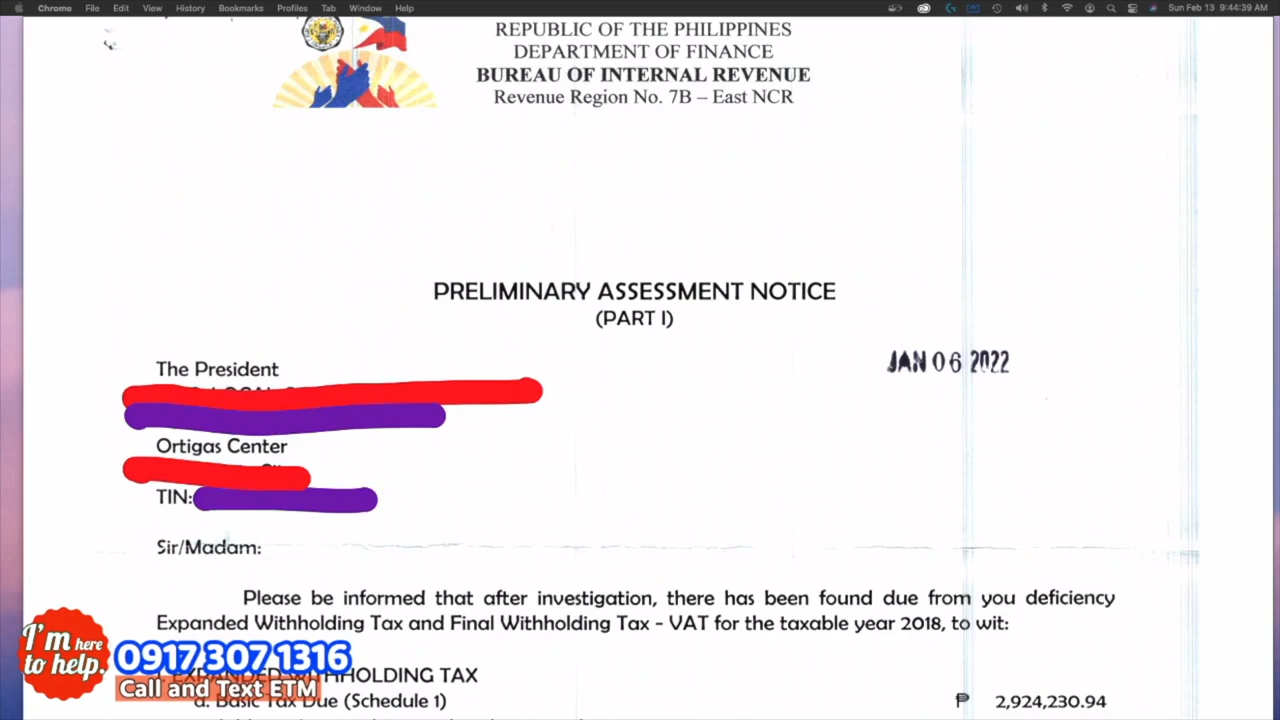 Chrome File Edit View History Bookmarks Profiles Tab Window Help Sun Feb 13 9:44:39 AM
REPUBLIC OF THE PHILIPPINES
DEPARTMENT OF FINANCE
BUREAU OF INTERNAL REVENUE
Revenue Region No. 7B – East NCR
PRELIMINARY ASSESSMENT NOTICE
(PART I)
JAN 06 2022
The President
Ortigas Center
TIN:
Sir/Madam:
Please be informed that after investigation, there has been found due from you deficiency
Expanded Withholding Tax and Final Withholding Tax - VAT for the taxable year 2018, to wit:
EXPANDED WITHHOLDING TAX
a. Basic Tax Due (Schedule 1) ₱ 2,924,230.94
I'm here
to help.
0917 307 1316
Call and Text ETM